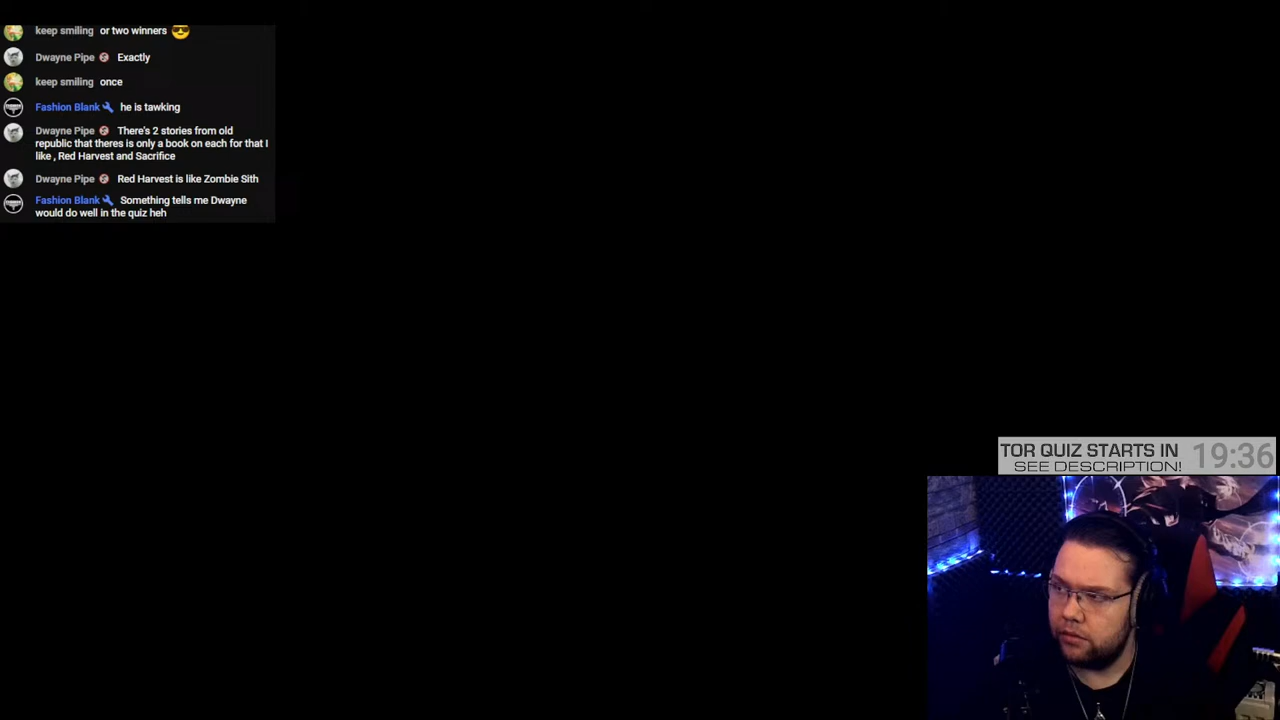 keep smiling or two winners 😎
Dwayne Pipe Exactly
keep smiling once
Fashion Blank he is tawking
Dwayne Pipe There's 2 stories from old
republic that theres is only a book on each for that I
like , Red Harvest and Sacrifice
Dwayne Pipe Red Harvest is like Zombie Sith
Fashion Blank Something tells me Dwayne
would do well in the quiz heh
TOR QUIZ STARTS IN 19:36
SEE DESCRIPTION!